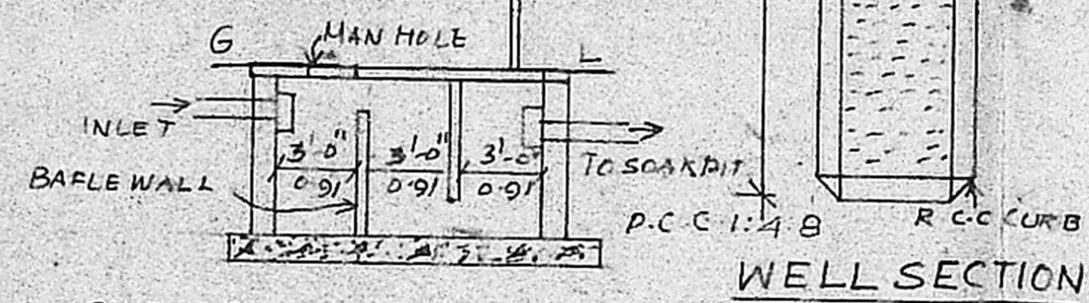 G MAN HOLE L
INLET
3'-0" 3'-0" 3'-0"
0.91 0.91 0.91
TO SOAKPIT
BAFLE WALL
P.C.C 1:4:8
R.C.C CURB
WELL SECTION